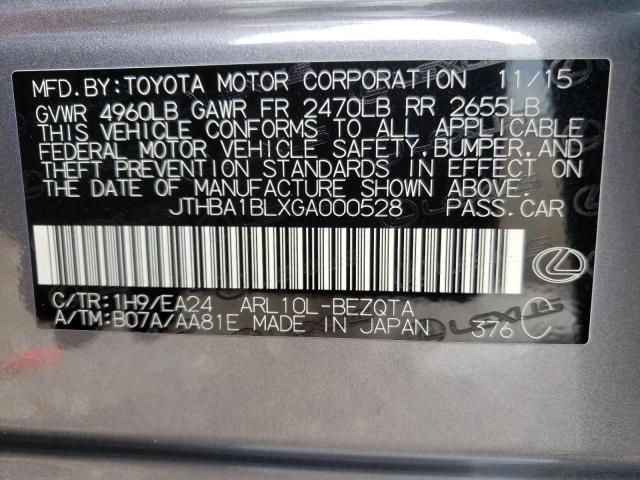 MFD.BY:TOYOTA MOTOR CORPORATION 11/15
GVWR 4960LB GAWR FR 2470LB RR 2655LB
THIS VEHICLE CONFORMS TO ALL APPLICABLE
FEDERAL MOTOR VEHICLE SAFETY,BUMPER,AND
THEFT PREVENTION STANDARDS IN EFFECT ON
THE DATE OF MANUFACTURE SHOWN ABOVE.
JTHBA1BLXGA000528 PASS.CAR
C/TR:1H9/EA24 ARL10L-BEZQTA
A/TM:B07A/AA81E MADE IN JAPAN 376 C
LEXUS